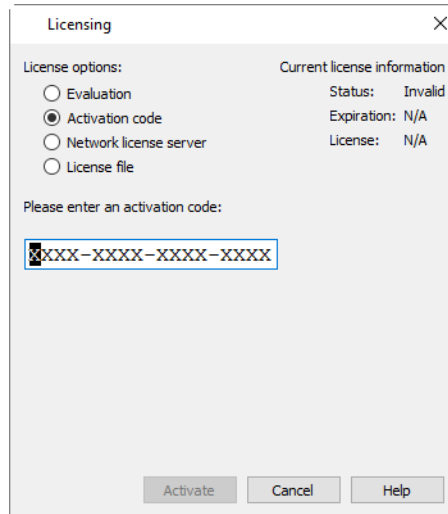 Licensing
License options:
Evaluation
Activation code
Network license server
License file
Current license information
Status: Invalid
Expiration: N/A
License: N/A
Please enter an activation code:
XXXX-XXXX-XXXX-XXXX
Activate Cancel Help